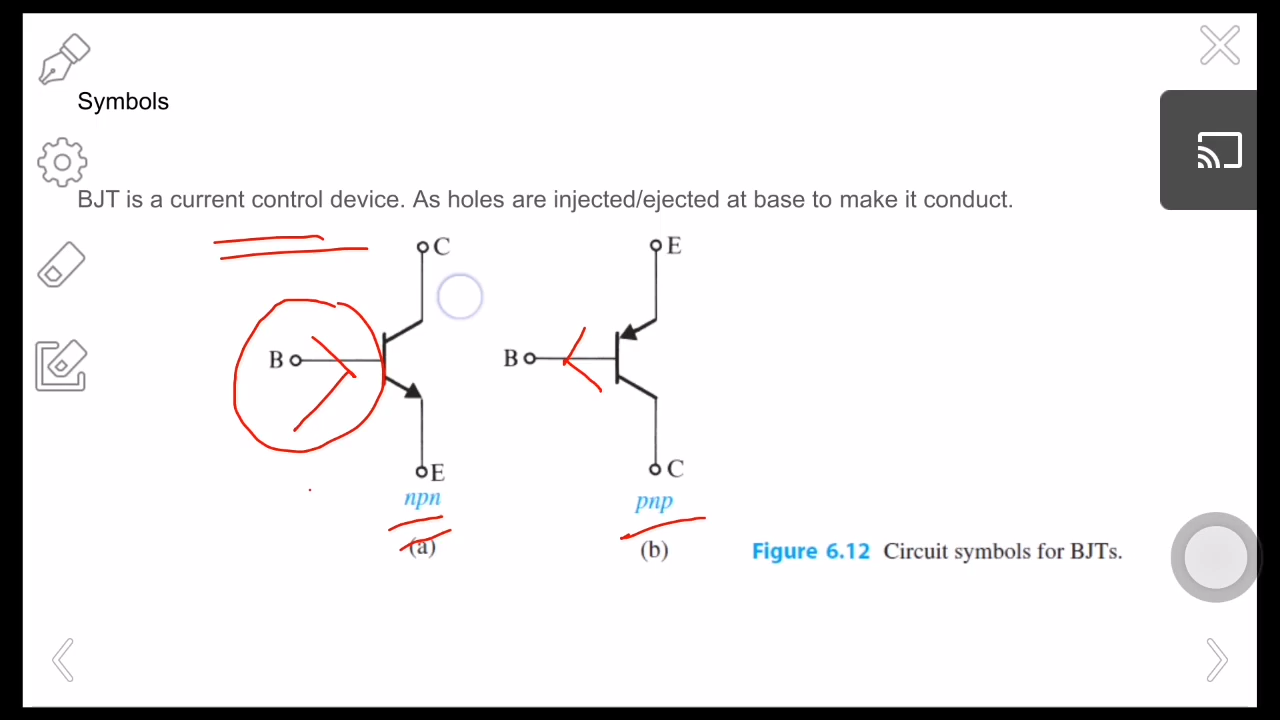 Symbols
BJT is a current control device. As holes are injected/ejected at base to make it conduct.
C
E
B
B
E
C
npn
pnp
(a)
(b)
Figure 6.12 Circuit symbols for BJTs.